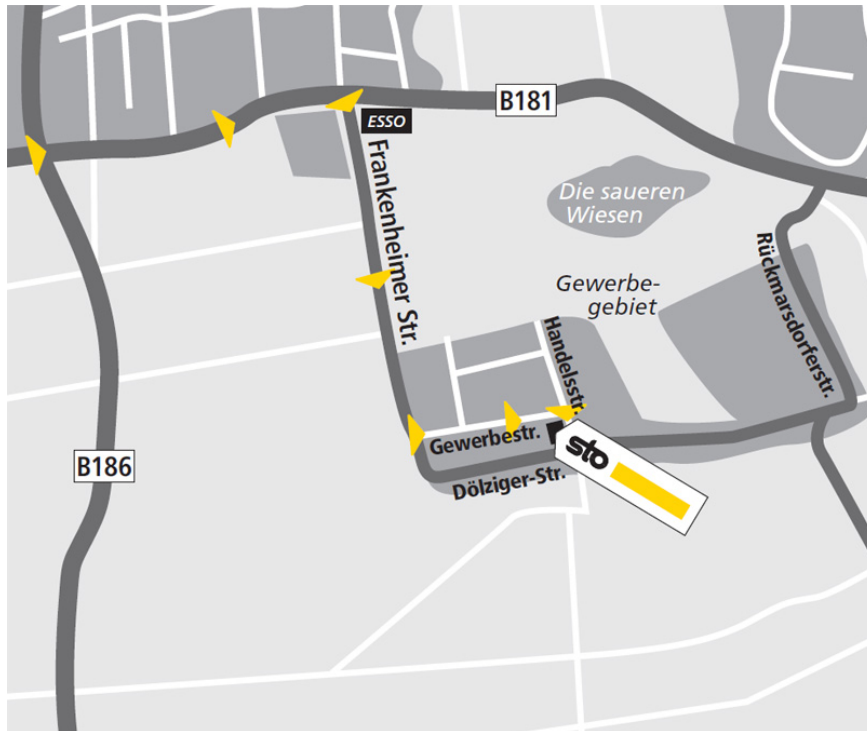 B181
ESSO
Frankenheimer Str.
Die saueren
Wiesen
Rückmarsdorferstr.
Gewerbe-
gebiet
Handelsstr.
Gewerbestr.
sto
B186
Dölziger-Str.